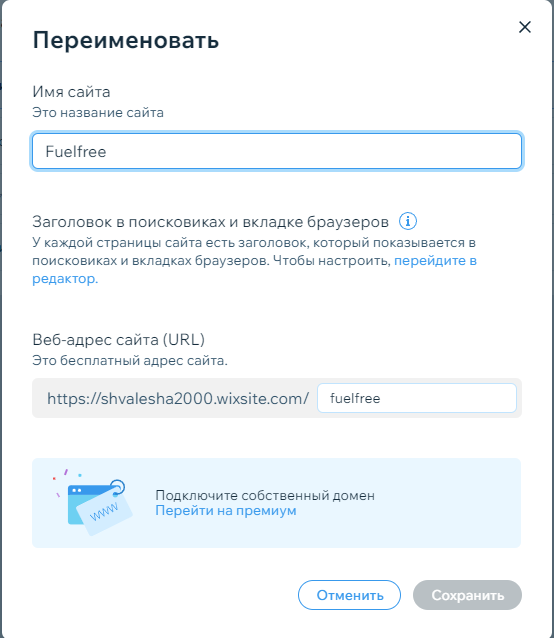 Переименовать
Имя сайта
Это название сайта
Fuelfree
Заголовок в поисковиках и вкладке браузеров
У каждой страницы сайта есть заголовок, который показывается в
поисковиках и вкладках браузеров. Чтобы настроить, перейдите в
редактор.
Веб-адрес сайта (URL)
Это бесплатный адрес сайта.
https://shvalesha2000.wixsite.com/ fuelfree
www
Подключите собственный домен
Перейти на премиум
Отменить Сохранить